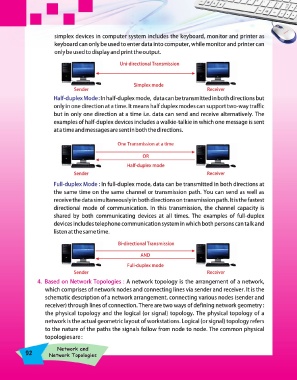 simplex devices in computer system includes the keyboard, monitor and printer as
keyboard can only be used to enter data into computer, while monitor and printer can
only be used to display and print the output.
Uni-directional Transmission
Simplex mode
Sender
Receiver
Half-duplex Mode : In half-duplex mode, data can be transmitted in both directions but
only in one direction at a time. It means half duplex modes can support two-way traffic
but in only one direction at a time i.e. data can send and receive alternatively. The
examples of half-duplex devices includes a walkie-talkie in which one message is sent
at a time and messages are sent in both the directions.
One Transmission at a time
OR
Half-duplex mode
Sender
Receiver
Full-duplex Mode : In full-duplex mode, data can be transmitted in both directions at
the same time on the same channel or transmission path. You can send as well as
receive the data simultaneously in both directions on transmission path. It is the fastest
directional mode of communication. In this transmission, the channel capacity is
shared by both communicating devices at all times. The examples of full-duplex
devices includes telephone communication system in which both persons can talk and
listen at the same time.
Bi-directional Transmission
AND
Full-duplex mode
Sender
Receiver
4. Based on Network Topologies : A network topology is the arrangement of a network,
which comprises of network nodes and connecting lines via sender and receiver. It is the
schematic description of a network arrangement, connecting various nodes (sender and
receiver) through lines of connection. There are two ways of defining network geometry :
the physical topology and the logical (or signal) topology. The physical topology of a
network is the actual geometric layout of workstations. Logical (or signal) topology refers
to the nature of the paths the signals follow from node to node. The common physical
topologies are :
92
Network and
Network Topologies